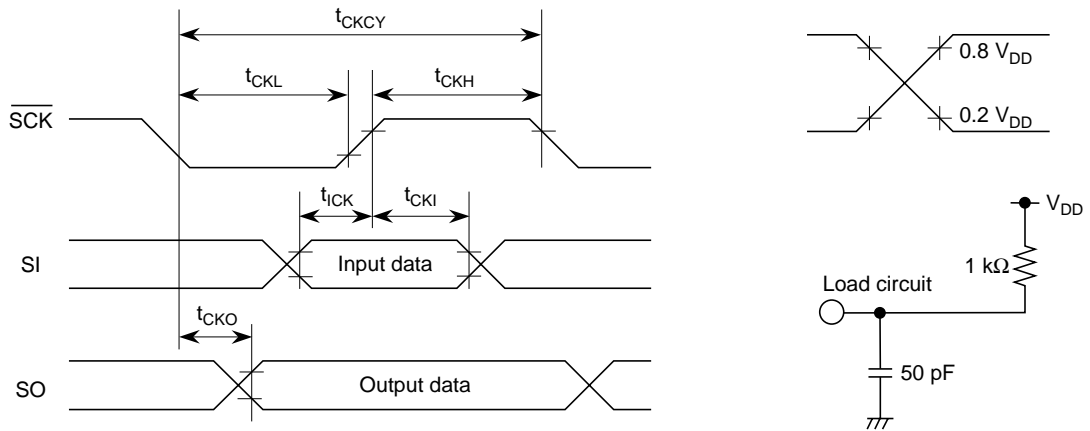 tCKCY
tCKL
tCKH
SCK
tICK
tCKI
SI
Input data
tCKO
SO
Output data
0.8 VDD
0.2 VDD
VDD
1 kΩ
Load circuit
50 pF